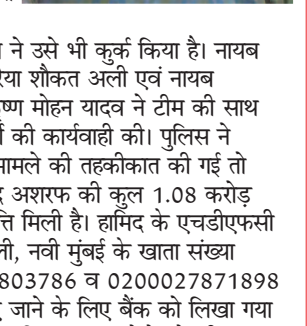 ने उसे भी कुर्क किया है। नायब
शौकत अली एवं नायब
मोहन यादव ने टीम की साथ
की कार्यवाही की। पुलिस ने
मामले की तहकीकात की गई तो
अशरफ की कुल 1.08 करोड़
मिली है। हामिद के एचडीएफसी
नवी मुंबई के खाता संख्या
803786 व 0200027871898
जाने के लिए बैंक को लिखा गया